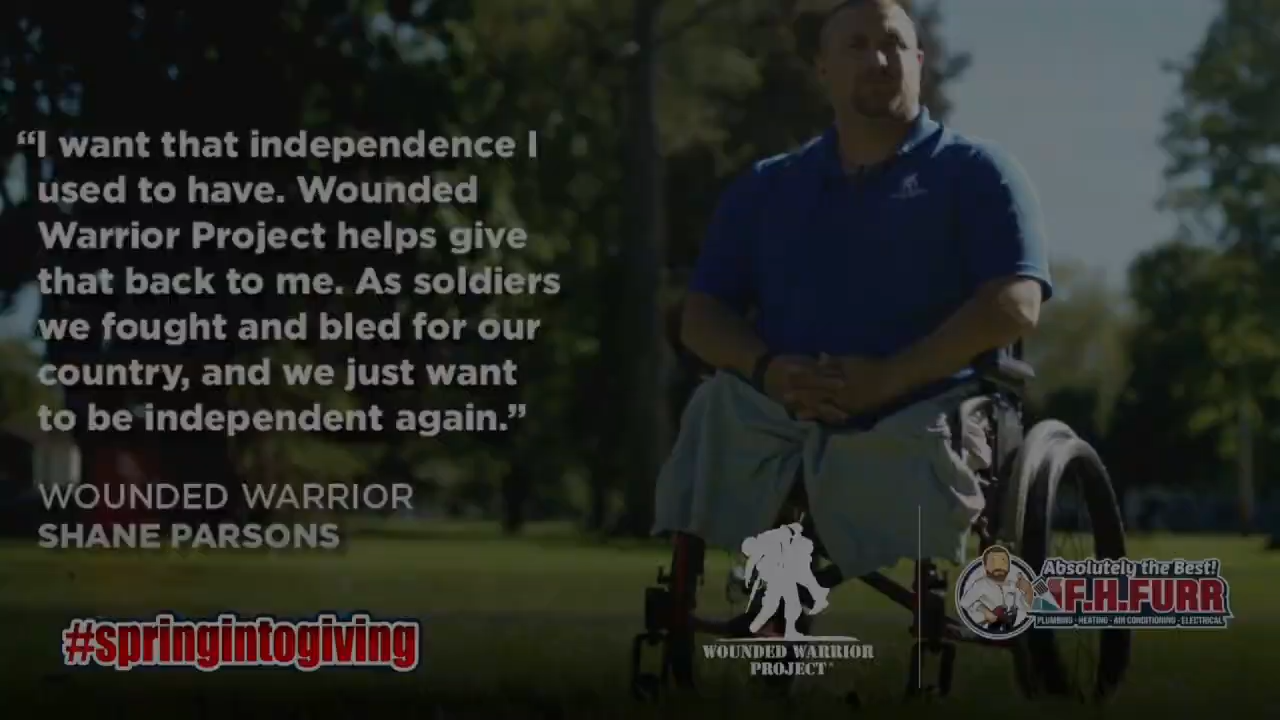 “I want that independence I
used to have. Wounded
Warrior Project helps give
that back to me. As soldiers
we fought and bled for our
country, and we just want
to be independent again.”
WOUNDED WARRIOR
SHANE PARSONS
#springintogiving
WOUNDED WARRIOR
PROJECT®
Absolutely the Best!
F.H.FURR
PLUMBING - HEATING - AIR CONDITIONING - ELECTRICAL